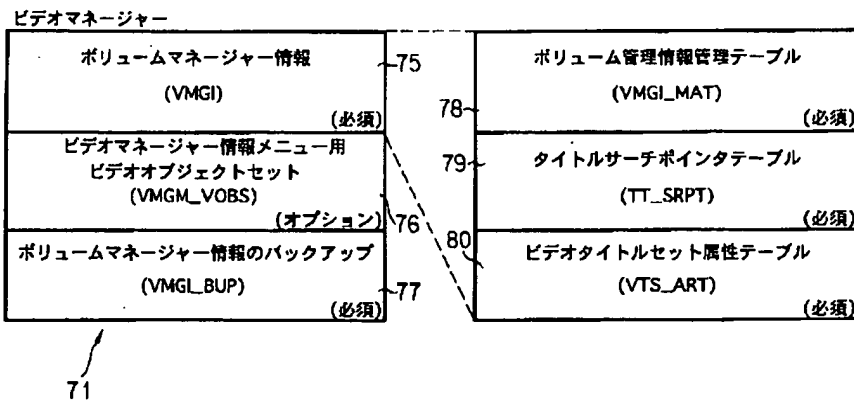 ビデオマネージャー
ボリュームマネージャー情報
(VMGI)
(必須)
75
ビデオマネージャー情報メニュー用
ビデオオブジェクトセット
(VMGM_VOBS)
(オプション)
76
ボリュームマネージャー情報のバックアップ
(VMGI_BUP)
(必須)
77
71
ボリューム管理情報管理テーブル
78
(VMGI_MAT)
(必須)
79
タイトルサーチポインタテーブル
(TT_SRPT)
(必須)
80
ビデオタイトルセット属性テーブル
(VTS_ART)
(必須)